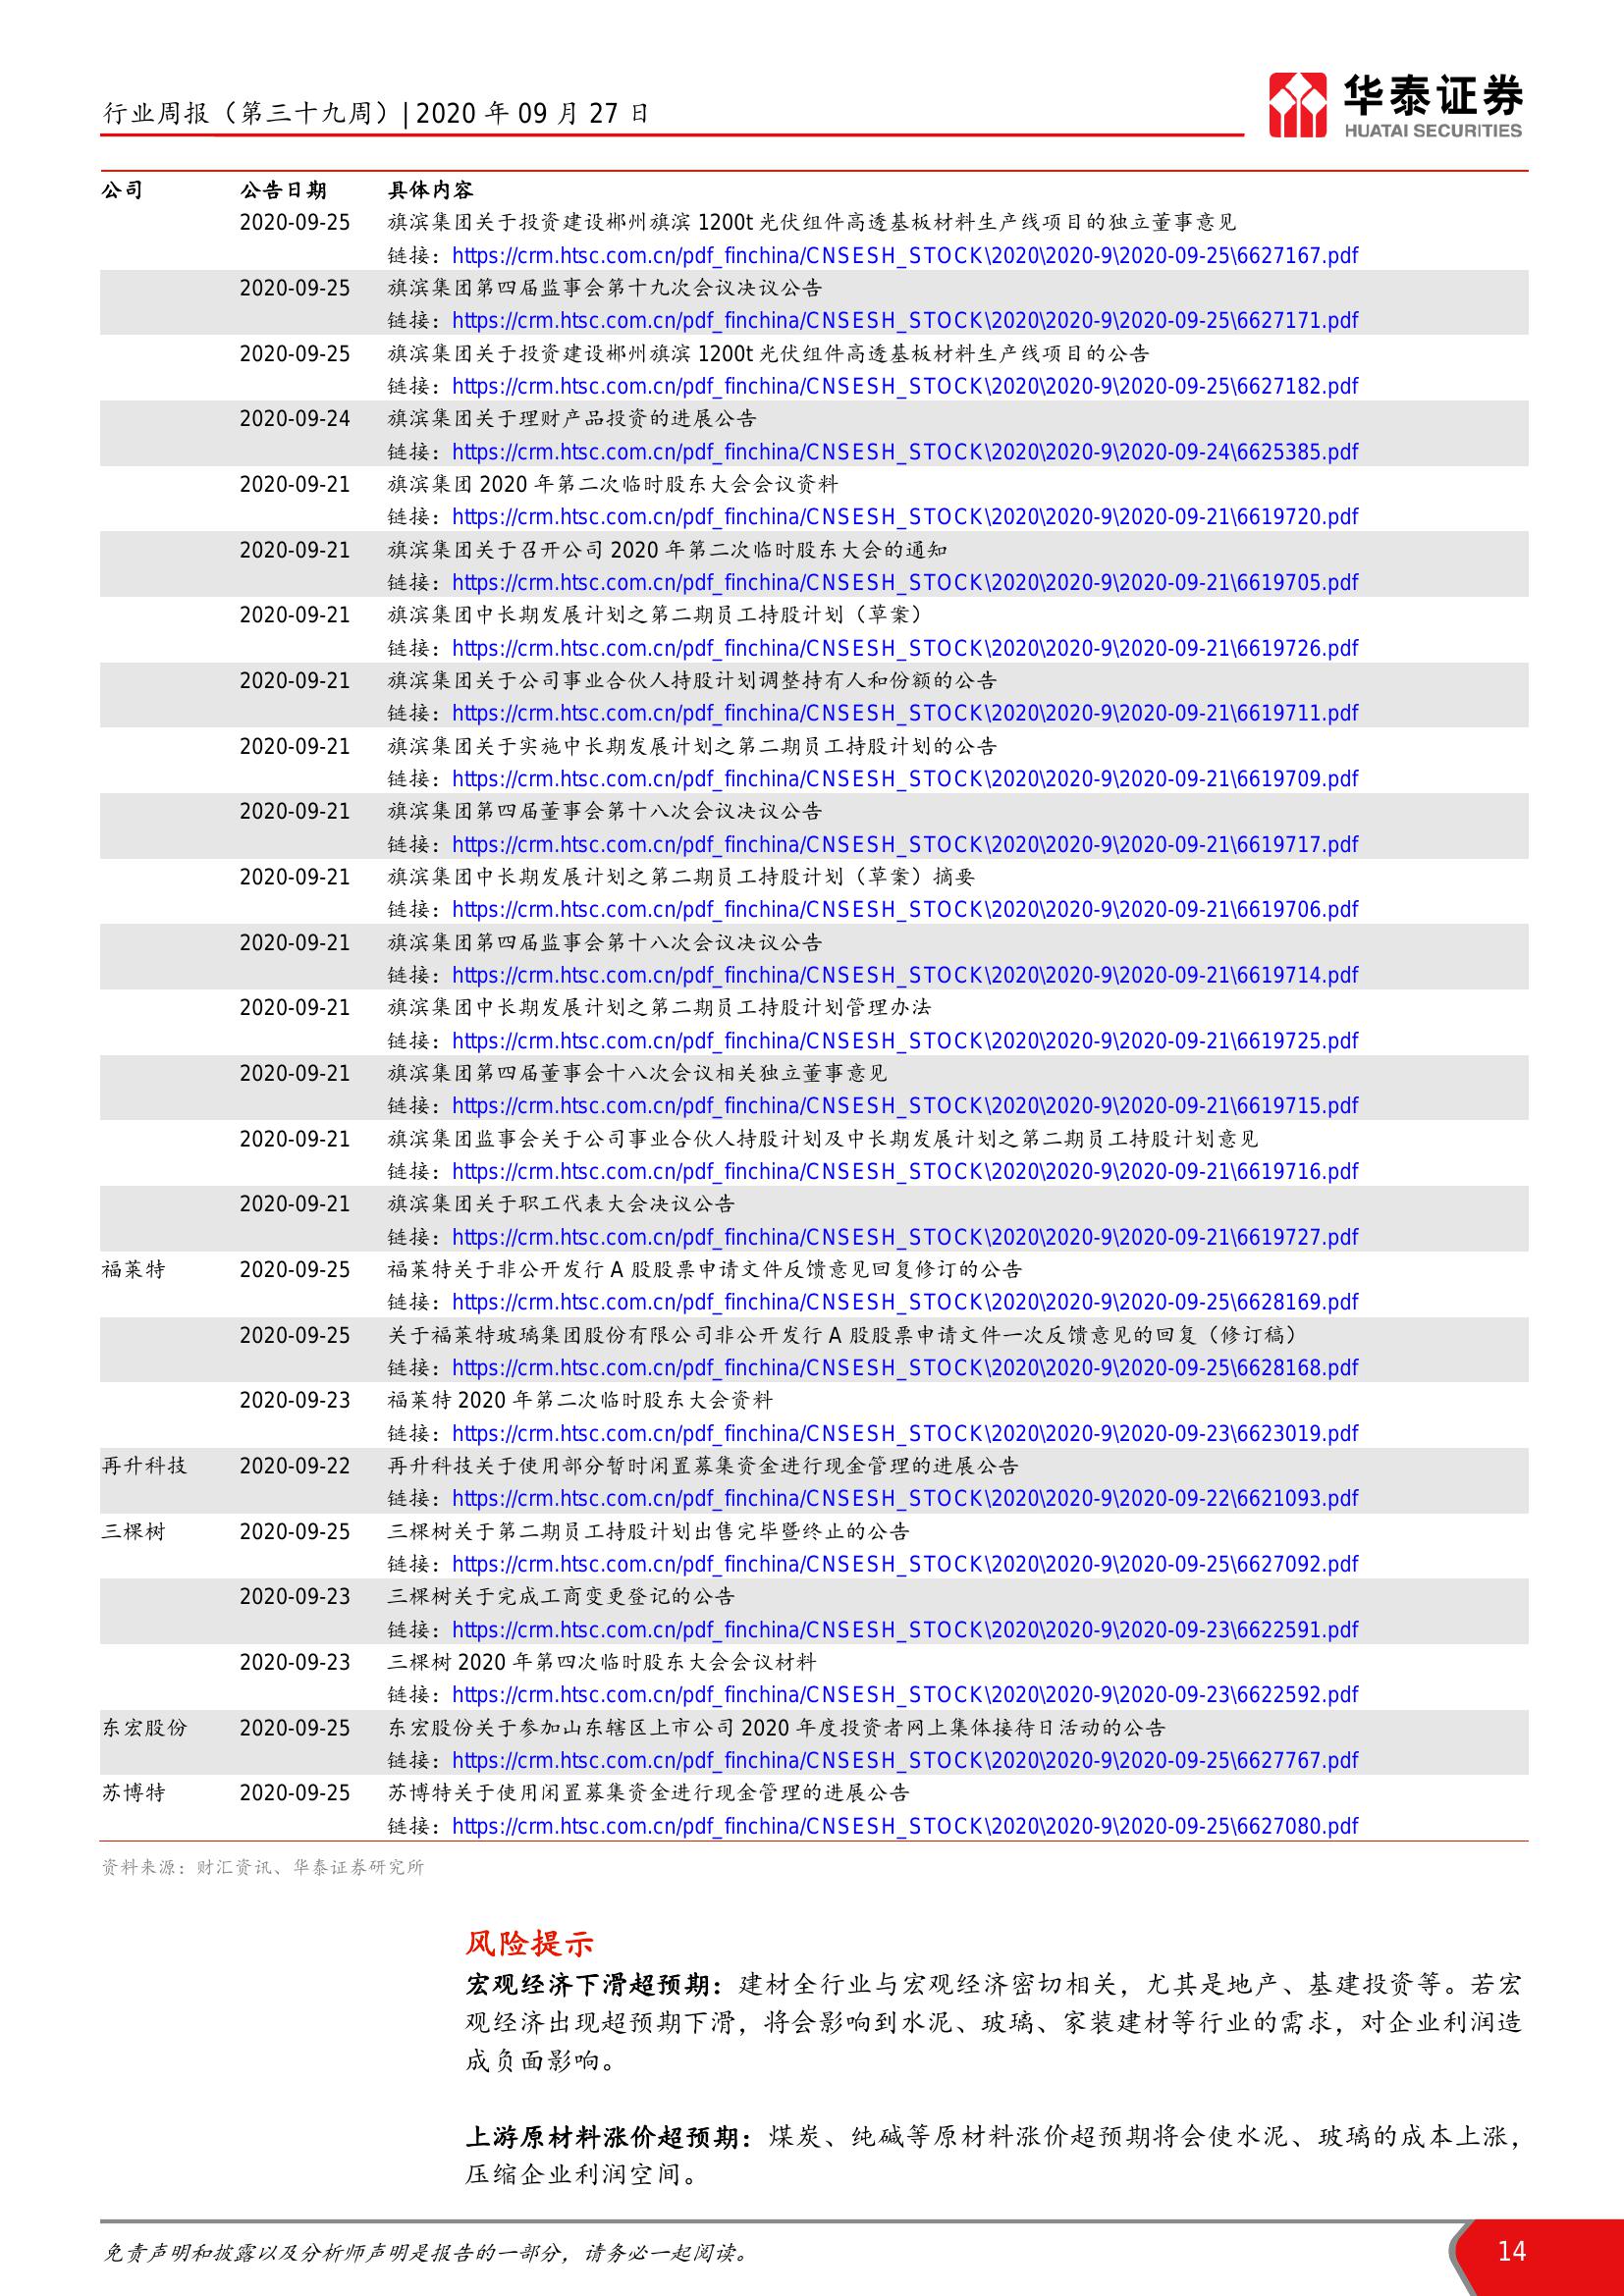 行业周报（第三十九周）| 2020 年 09 月 27 日
华泰证券
HUATAI SECURITIES
公司 公告日期 具体内容
2020-09-25 旗滨集团关于投资建设郴州旗滨 1200t 光伏组件高透基板材料生产线项目的独立董事意见
链接：https://crm.htsc.com.cn/pdf_finchina/CNSESH_STOCK\2020\2020-9\2020-09-25\6627167.pdf
2020-09-25 旗滨集团第四届监事会第十九次会议决议公告
链接：https://crm.htsc.com.cn/pdf_finchina/CNSESH_STOCK\2020\2020-9\2020-09-25\6627171.pdf
2020-09-25 旗滨集团关于投资建设郴州旗滨 1200t 光伏组件高透基板材料生产线项目的公告
链接：https://crm.htsc.com.cn/pdf_finchina/CNSESH_STOCK\2020\2020-9\2020-09-25\6627182.pdf
2020-09-24 旗滨集团关于理财产品投资的进展公告
链接：https://crm.htsc.com.cn/pdf_finchina/CNSESH_STOCK\2020\2020-9\2020-09-24\6625385.pdf
2020-09-21 旗滨集团 2020 年第二次临时股东大会会议资料
链接：https://crm.htsc.com.cn/pdf_finchina/CNSESH_STOCK\2020\2020-9\2020-09-21\6619720.pdf
2020-09-21 旗滨集团关于召开公司 2020 年第二次临时股东大会的通知
链接：https://crm.htsc.com.cn/pdf_finchina/CNSESH_STOCK\2020\2020-9\2020-09-21\6619705.pdf
2020-09-21 旗滨集团中长期发展计划之第二期员工持股计划（草案）
链接：https://crm.htsc.com.cn/pdf_finchina/CNSESH_STOCK\2020\2020-9\2020-09-21\6619726.pdf
2020-09-21 旗滨集团关于公司事业合伙人持股计划调整持有人和份额的公告
链接：https://crm.htsc.com.cn/pdf_finchina/CNSESH_STOCK\2020\2020-9\2020-09-21\6619711.pdf
2020-09-21 旗滨集团关于实施中长期发展计划之第二期员工持股计划的公告
链接：https://crm.htsc.com.cn/pdf_finchina/CNSESH_STOCK\2020\2020-9\2020-09-21\6619709.pdf
2020-09-21 旗滨集团第四届董事会第十八次会议决议公告
链接：https://crm.htsc.com.cn/pdf_finchina/CNSESH_STOCK\2020\2020-9\2020-09-21\6619717.pdf
2020-09-21 旗滨集团中长期发展计划之第二期员工持股计划（草案）摘要
链接：https://crm.htsc.com.cn/pdf_finchina/CNSESH_STOCK\2020\2020-9\2020-09-21\6619706.pdf
2020-09-21 旗滨集团第四届监事会第十八次会议决议公告
链接：https://crm.htsc.com.cn/pdf_finchina/CNSESH_STOCK\2020\2020-9\2020-09-21\6619714.pdf
2020-09-21 旗滨集团中长期发展计划之第二期员工持股计划管理办法
链接：https://crm.htsc.com.cn/pdf_finchina/CNSESH_STOCK\2020\2020-9\2020-09-21\6619725.pdf
2020-09-21 旗滨集团第四届董事会十八次会议相关独立董事意见
链接：https://crm.htsc.com.cn/pdf_finchina/CNSESH_STOCK\2020\2020-9\2020-09-21\6619715.pdf
2020-09-21 旗滨集团监事会关于公司事业合伙人持股计划及中长期发展计划之第二期员工持股计划意见
链接：https://crm.htsc.com.cn/pdf_finchina/CNSESH_STOCK\2020\2020-9\2020-09-21\6619716.pdf
2020-09-21 旗滨集团关于职工代表大会决议公告
链接：https://crm.htsc.com.cn/pdf_finchina/CNSESH_STOCK\2020\2020-9\2020-09-21\6619727.pdf
福莱特 2020-09-25 福莱特关于非公开发行 A 股股票申请文件反馈意见回复修订的公告
链接：https://crm.htsc.com.cn/pdf_finchina/CNSESH_STOCK\2020\2020-9\2020-09-25\6628169.pdf
2020-09-25 关于福莱特玻璃集团股份有限公司非公开发行 A 股股票申请文件一次反馈意见的回复（修订稿）
链接：https://crm.htsc.com.cn/pdf_finchina/CNSESH_STOCK\2020\2020-9\2020-09-25\6628168.pdf
2020-09-23 福莱特 2020 年第二次临时股东大会资料
链接：https://crm.htsc.com.cn/pdf_finchina/CNSESH_STOCK\2020\2020-9\2020-09-23\6623019.pdf
再升科技 2020-09-22 再升科技关于使用部分暂时闲置募集资金进行现金管理的进展公告
链接：https://crm.htsc.com.cn/pdf_finchina/CNSESH_STOCK\2020\2020-9\2020-09-22\6621093.pdf
三棵树 2020-09-25 三棵树关于第二期员工持股计划出售完毕暨终止的公告
链接：https://crm.htsc.com.cn/pdf_finchina/CNSESH_STOCK\2020\2020-9\2020-09-25\6627092.pdf
2020-09-23 三棵树关于完成工商变更登记的公告
链接：https://crm.htsc.com.cn/pdf_finchina/CNSESH_STOCK\2020\2020-9\2020-09-23\6622591.pdf
2020-09-23 三棵树 2020 年第四次临时股东大会会议材料
链接：https://crm.htsc.com.cn/pdf_finchina/CNSESH_STOCK\2020\2020-9\2020-09-23\6622592.pdf
东宏股份 2020-09-25 东宏股份关于参加山东辖区上市公司 2020 年度投资者网上集体接待日活动的公告
链接：https://crm.htsc.com.cn/pdf_finchina/CNSESH_STOCK\2020\2020-9\2020-09-25\6627767.pdf
苏博特 2020-09-25 苏博特关于使用闲置募集资金进行现金管理的进展公告
链接：https://crm.htsc.com.cn/pdf_finchina/CNSESH_STOCK\2020\2020-9\2020-09-25\6627080.pdf
资料来源：财汇资讯、华泰证券研究所
风险提示
宏观经济下滑超预期：建材全行业与宏观经济密切相关，尤其是地产、基建投资等。若宏
观经济出现超预期下滑，将会影响到水泥、玻璃、家装建材等行业的需求，对企业利润造
成负面影响。
上游原材料涨价超预期：煤炭、纯碱等原材料涨价超预期将会使水泥、玻璃的成本上涨，
压缩企业利润空间。
免责声明和披露以及分析师声明是报告的一部分，请务必一起阅读。
14